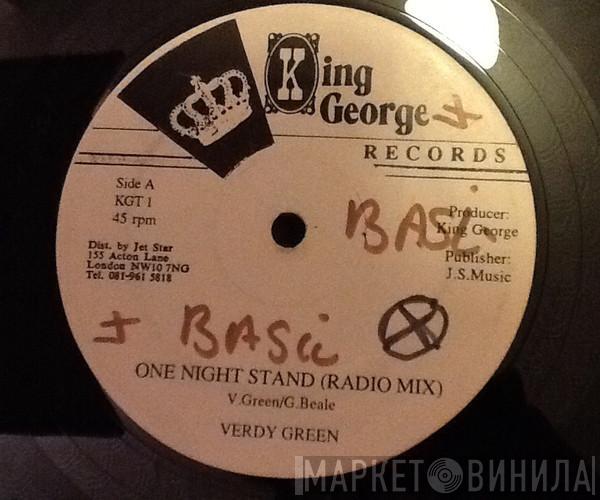 King
George +
RECORDS
Side A
KGT 1
45 rpm
BASic
Producer:
King George
Publisher:
J.S.Music
Dist. by Jet Star
155 Acton Lane
London NW10 7NG
Tel. 081-961 5818
+ BASic
ONE NIGHT STAND (RADIO MIX)
V.Green/G.Beale
VERDY GREEN
МАРКЕТ ВИНИЛА